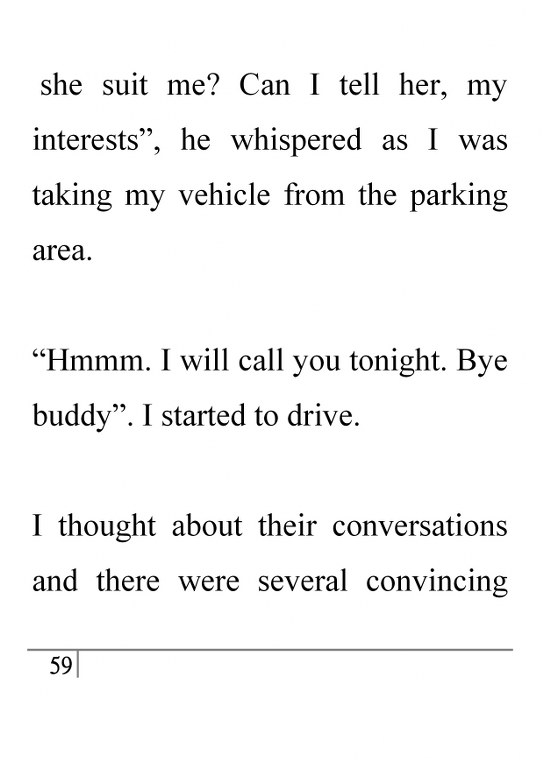 she suit me? Can I tell her, my
interests”, he whispered as I was
taking my vehicle from the parking
area.
“Hmmm. I will call you tonight. Bye
buddy”. I started to drive.
I thought about their conversations
and there were several convincing
59